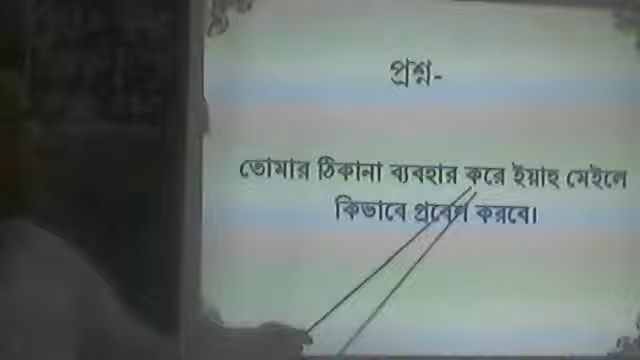 প্রশ্ন-
তোমার ঠিকানা ব্যবহার করে ইয়াহু মেইলে
কিভাবে প্রবেশ করবে।